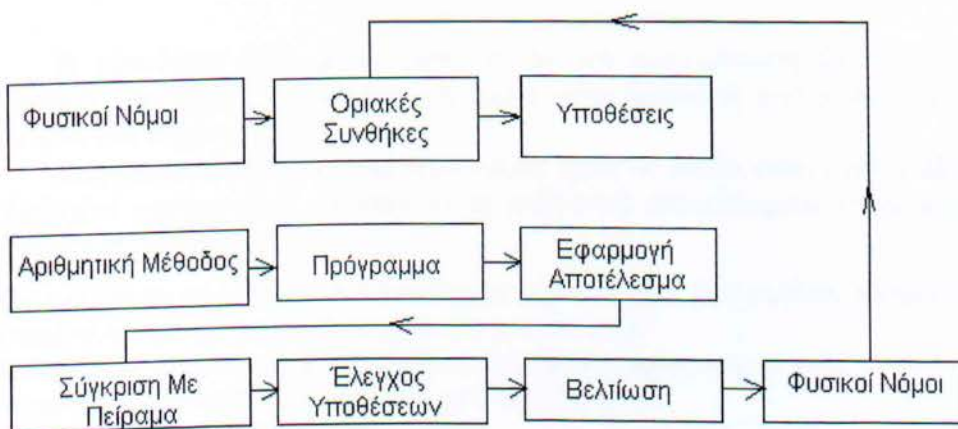 Φυσικοί Νόμοι
Οριακές
Συνθήκες
Υποθέσεις
Αριθμητική Μέθοδος
Πρόγραμμα
Εφαρμογή
Αποτέλεσμα
Σύγκριση Με
Πείραμα
Έλεγχος
Υποθέσεων
Βελτίωση
Φυσικοί Νόμοι